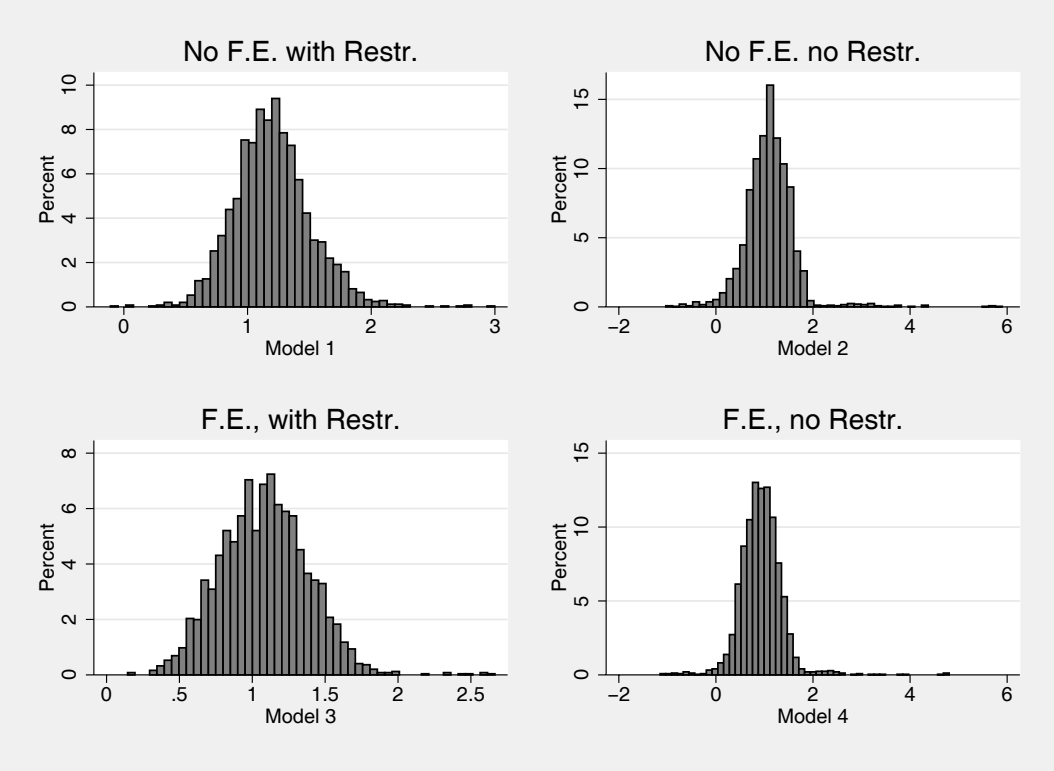 No F.E. with Restr.
Percent
10
8
6
4
2
0
0 1 2 3
Model 1
No F.E. no Restr.
Percent
15
10
5
0
−2 0 2 4 6
Model 2
F.E., with Restr.
Percent
8
6
4
2
0
0 .5 1 1.5 2 2.5
Model 3
F.E., no Restr.
Percent
15
10
5
0
−2 0 2 4 6
Model 4